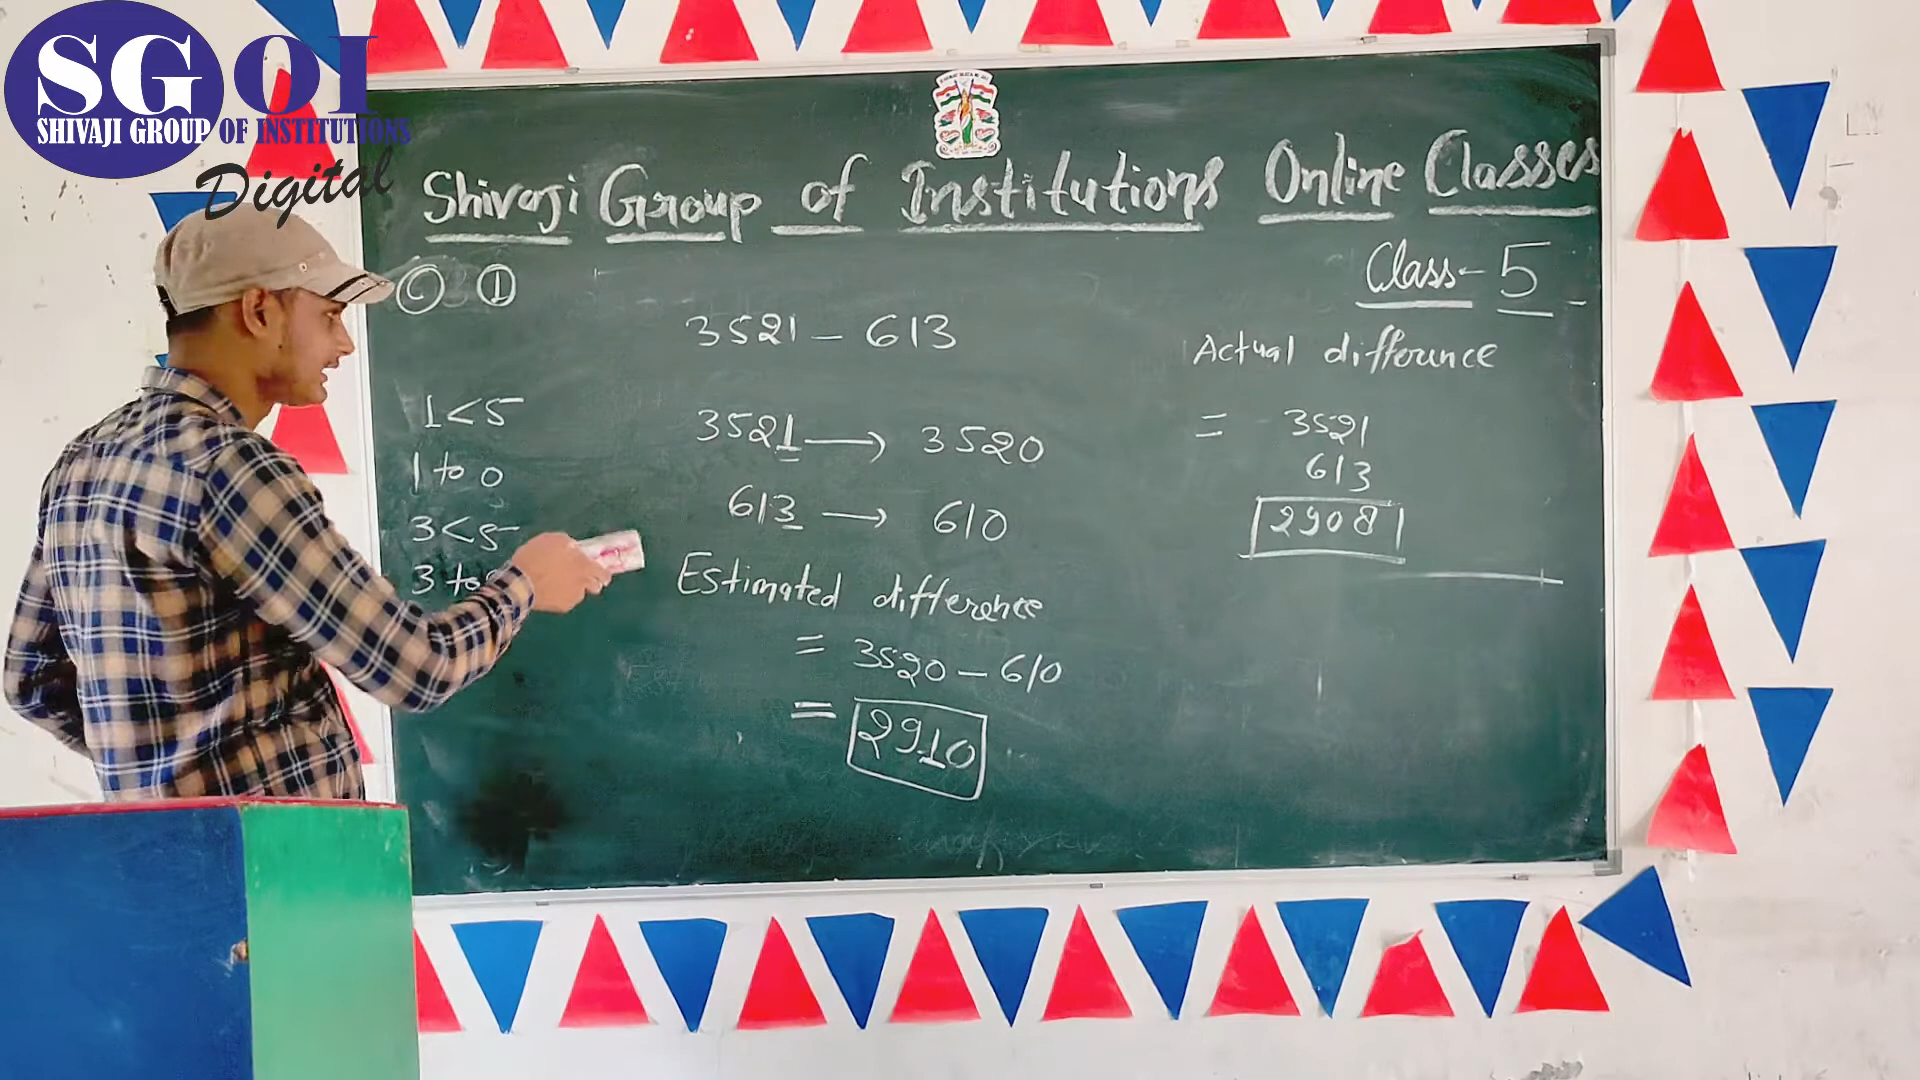 SGOI
SHIVAJI GROUP OF INSTITUTIONS
Digital
Shivaji Group of Institutions Online Classes
Class - 5
C 1
3521 - 613
Actual difference
1 < 5
1 to 0
3 < 5
3 to
3521 → 3520
613 → 610
Estimated difference
= 3520 - 610
= 2910
= 3521
613
2908